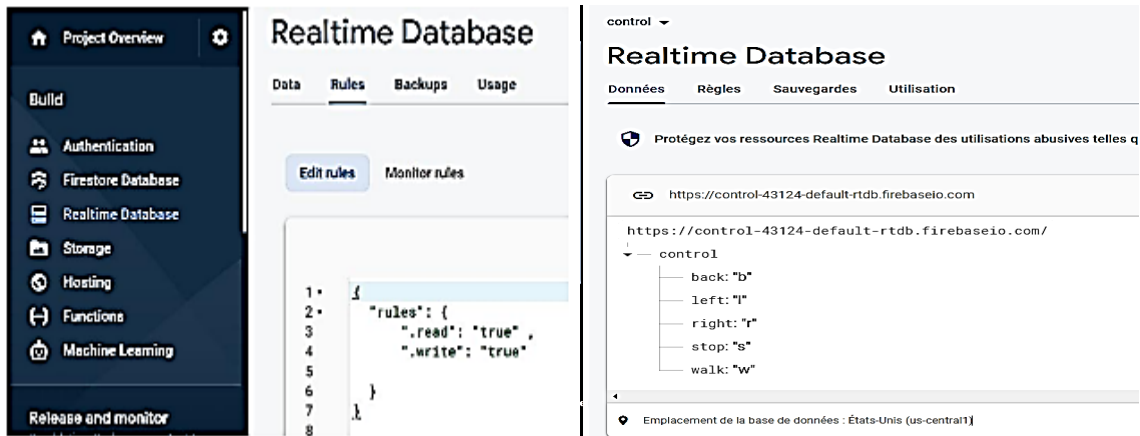 Project Overview
Build
Authentication
Firestore Database
Realtime Database
Storage
Hosting
Functions
Machine Learning
Release and monitor
Realtime Database
Data Rules Backups Usage
Edit rules Monitor rules
1 {
2 "rules": {
3 ".read": "true" ,
4 ".write": "true"
5
6 }
7 }
8
control
Realtime Database
Données Règles Sauvegardes Utilisation
Protégez vos ressources Realtime Database des utilisations abusives telles q
https://control-43124-default-rtdb.firebaseio.com
https://control-43124-default-rtdb.firebaseio.com/
control
back: "b"
left: "l"
right: "r"
stop: "s"
walk: "w"
Emplacement de la base de données : États-Unis (us-central1)